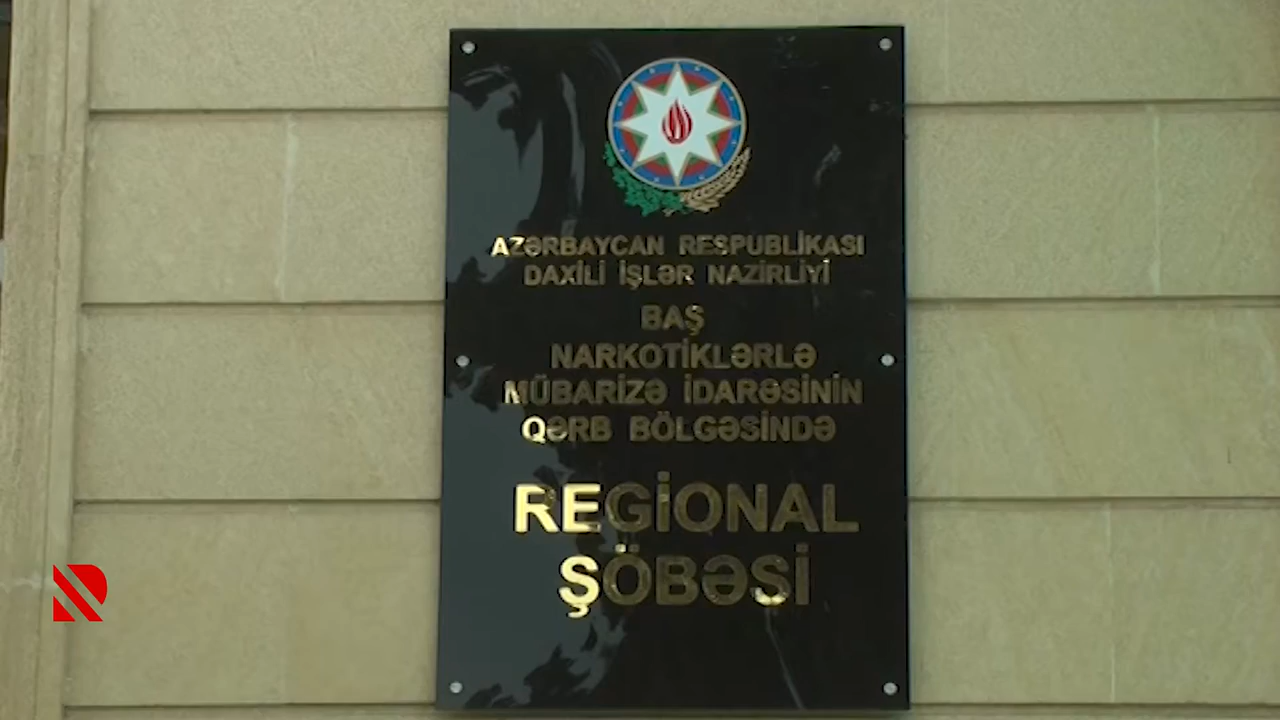 AZƏRBAYCAN RESPUBLİKASI
DAXİLİ İŞLƏR NAZİRLİYİ
BAŞ
NARKOTİKLƏRLƏ
MÜBARİZƏ İDARƏSİNİN
QƏRB BÖLGƏSİNDƏ
REGİONAL
ŞÖBƏSİ